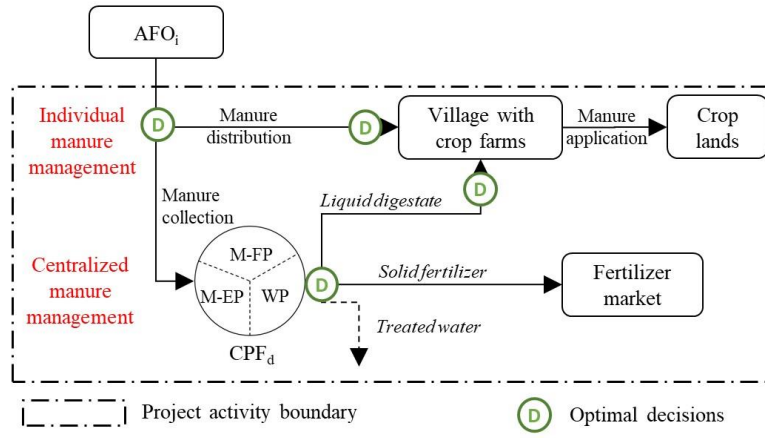 AFOi
Individual
manure
management
D
Manure
distribution
D
Village with
crop farms
Manure
application
Crop
lands
Manure
collection
D
Liquid digestate
Centralized
manure
management
M-FP
M-EP
WP
D
Solid fertilizer
Fertilizer
market
Treated water
CPFd
Project activity boundary
D
Optimal decisions